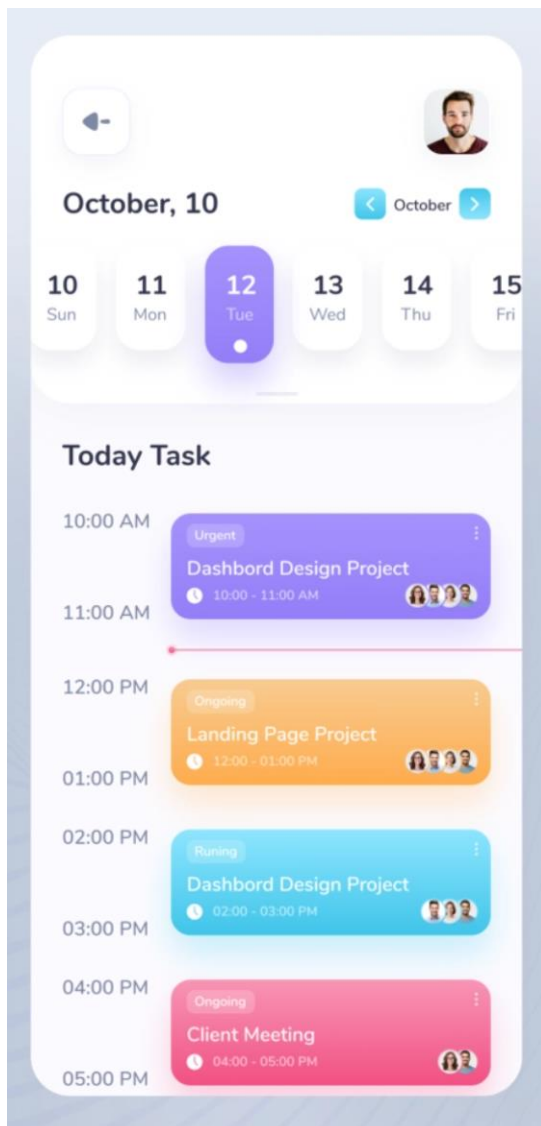 October, 10
October
10 11 12 13 14 15
Sun Mon Tue Wed Thu Fri
Today Task
10:00 AM
Urgent
Dashbord Design Project
10:00 - 11:00 AM
11:00 AM
12:00 PM
Ongoing
Landing Page Project
12:00 - 01:00 PM
01:00 PM
02:00 PM
Runing
Dashbord Design Project
02:00 - 03:00 PM
03:00 PM
04:00 PM
Ongoing
Client Meeting
04:00 - 05:00 PM
05:00 PM